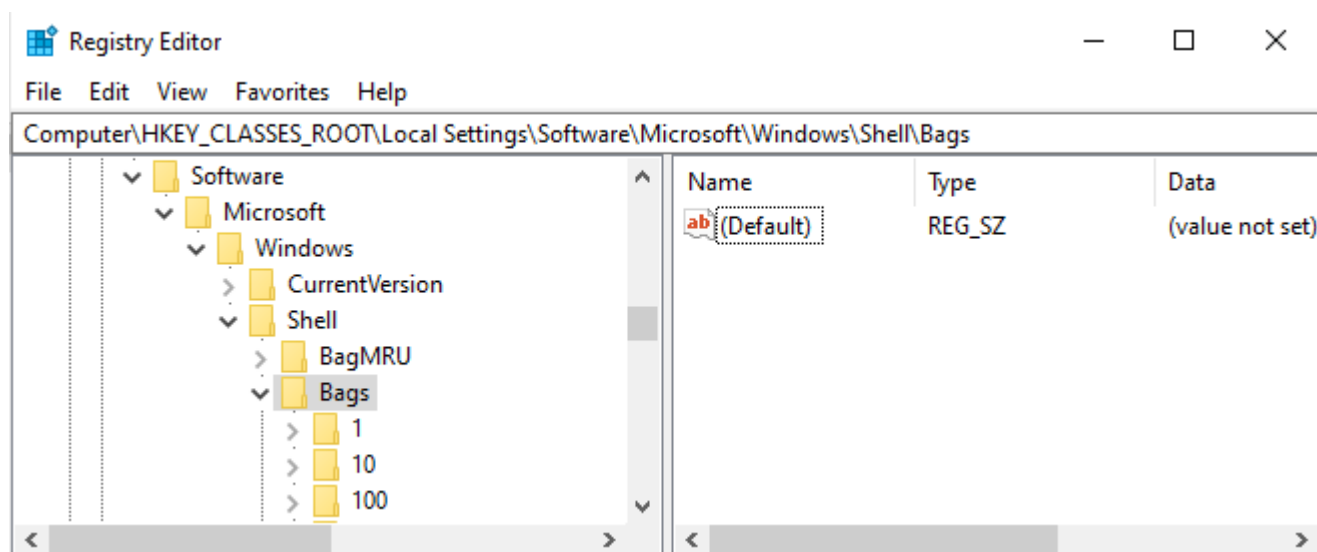 Registry Editor
File Edit View Favorites Help
Computer\HKEY_CLASSES_ROOT\Local Settings\Software\Microsoft\Windows\Shell\Bags
Software
Microsoft
Windows
CurrentVersion
Shell
BagMRU
Bags
1
10
100
Name Type Data
ab (Default) REG_SZ (value not set)